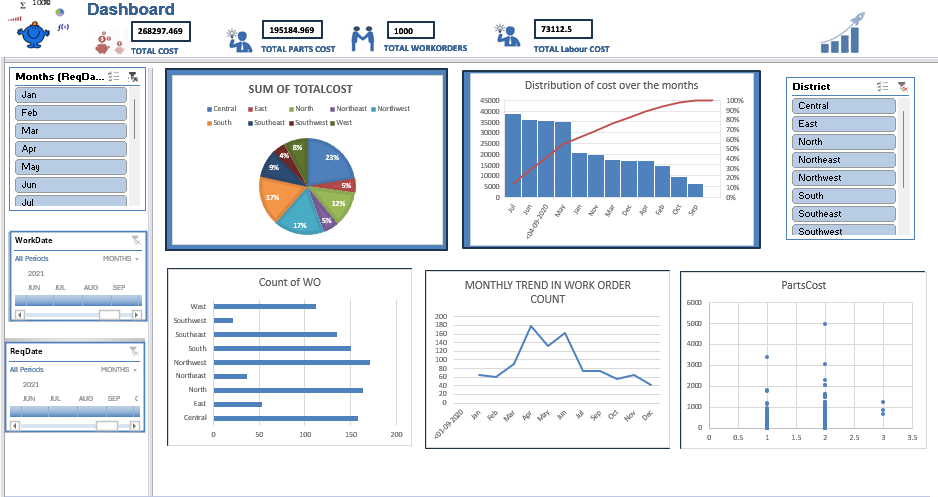 Σ 1000
f(x)
Dashboard
268297.469
TOTAL COST
195184.969
TOTAL PARTS COST
1000
TOTAL WORKORDERS
73112.5
TOTAL Labour COST
Months (ReqDa...
Jan
Feb
Mar
Apr
May
Jun
Jul
WorkDate
All Periods
MONTHS
2021
JUN JUL AUG SEP
ReqDate
All Periods
MONTHS
2021
JUN JUL AUG SEP
SUM OF TOTALCOST
Central East North Northeast Northwest
South Southeast Southwest West
8%
4%
23%
9%
5%
12%
17%
17%
5%
Distribution of cost over the months
45000
40000
35000
30000
25000
20000
15000
10000
5000
0
100%
90%
80%
70%
60%
50%
40%
30%
20%
10%
0%
Jul Jun <04-09-2020 May Jan Nov Mar Dec Apr Feb Oct Sep
District
Central
East
North
Northeast
Northwest
South
Southeast
Southwest
Count of WO
West
Southwest
Southeast
South
Northwest
Northeast
North
East
Central
0 50 100 150 200
MONTHLY TREND IN WORK ORDER
COUNT
200
180
160
140
120
100
80
60
40
20
0
<01-09-2020 Jan Feb Mar Apr May Jun Jul Sep Oct Nov Dec
PartsCost
6000
5000
4000
3000
2000
1000
0
0 0.5 1 1.5 2 2.5 3 3.5